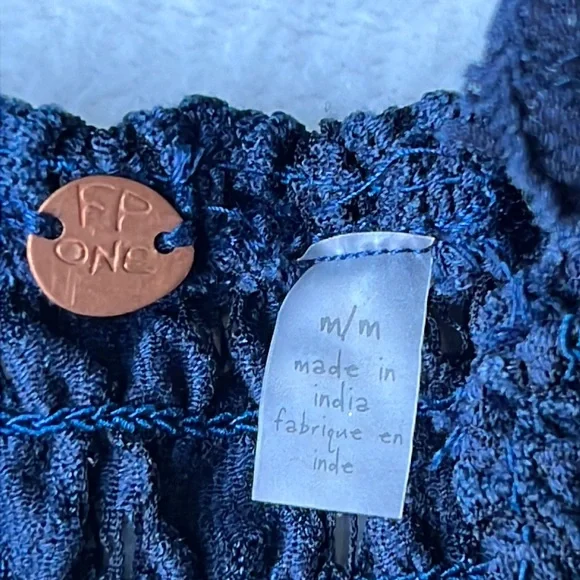 FP
ONE
m/m
made in
india
fabrique en
inde